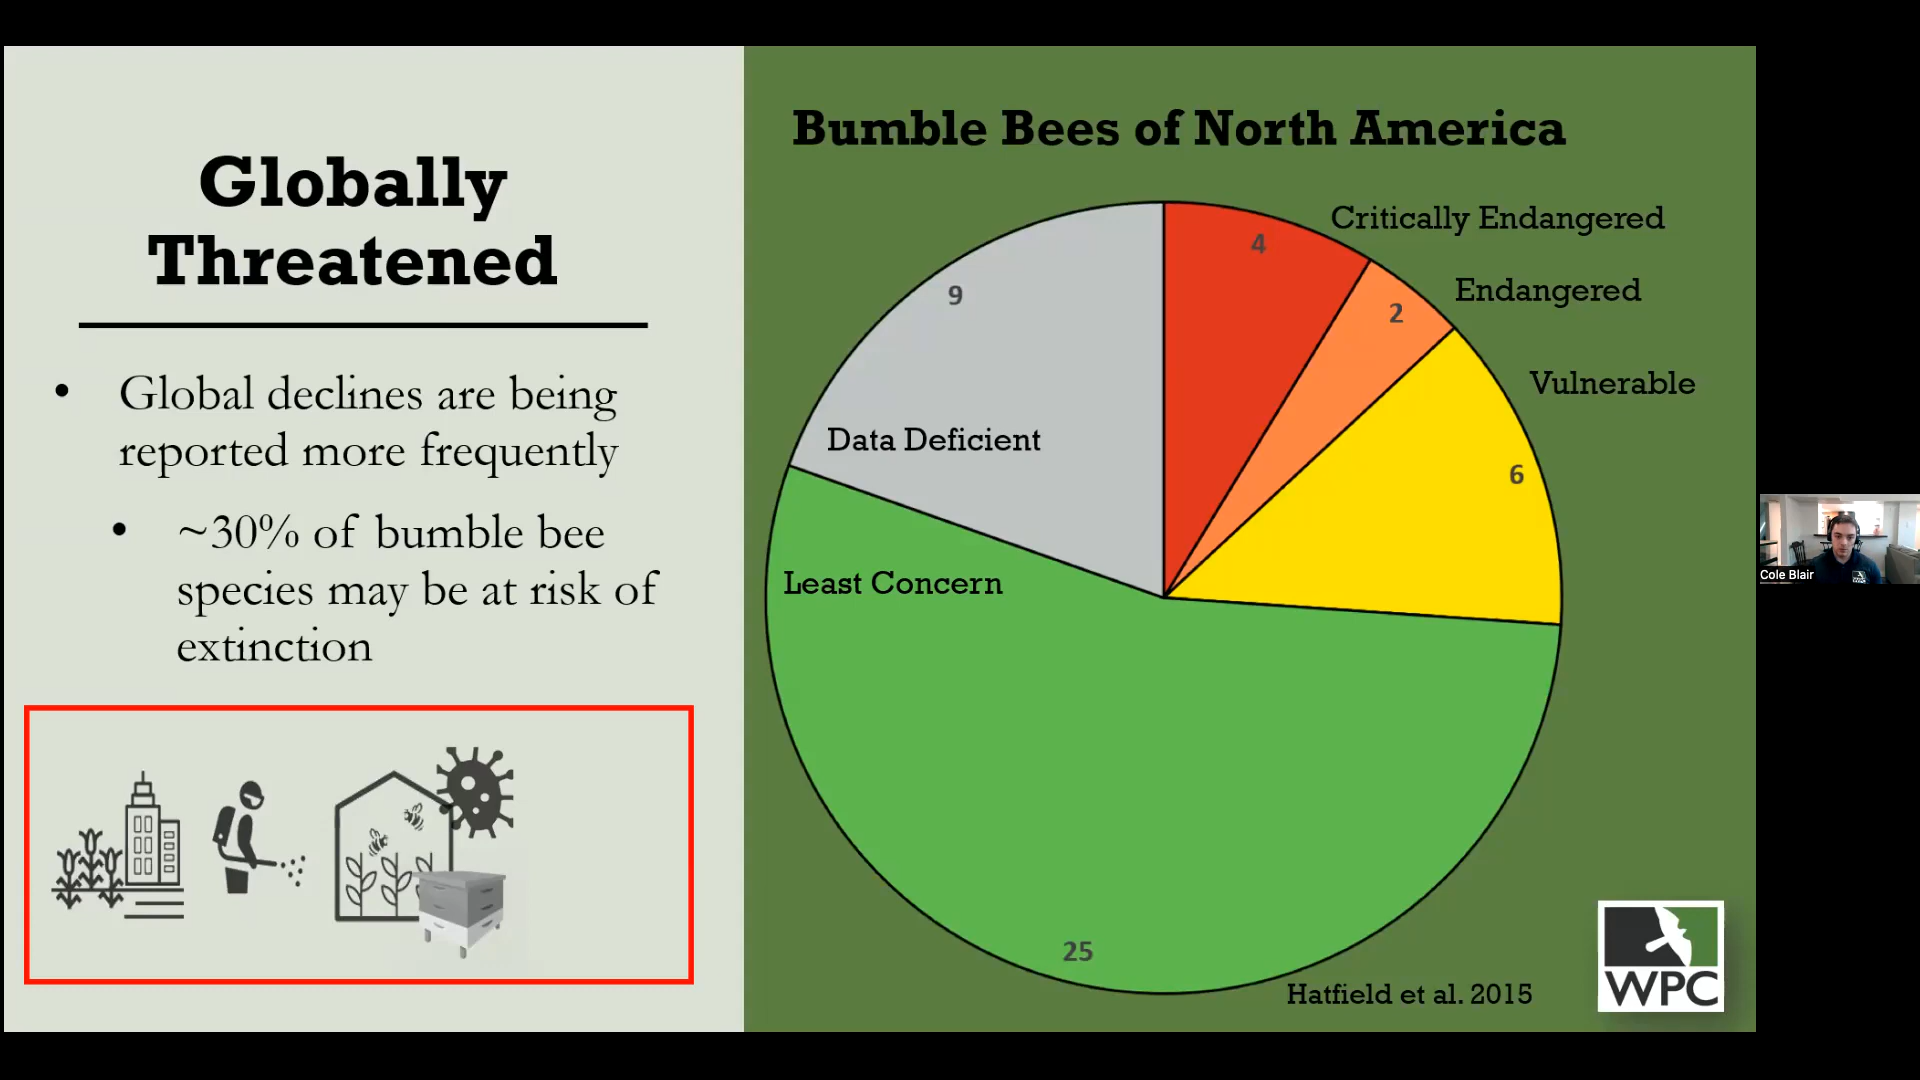 Globally
Threatened
• Global declines are being
reported more frequently
• ~30% of bumble bee
species may be at risk of
extinction
Bumble Bees of North America
Critically Endangered
4
Endangered
2
Vulnerable
6
9
Data Deficient
Least Concern
25
Hatfield et al. 2015
WPC
Cole Blair
WPC